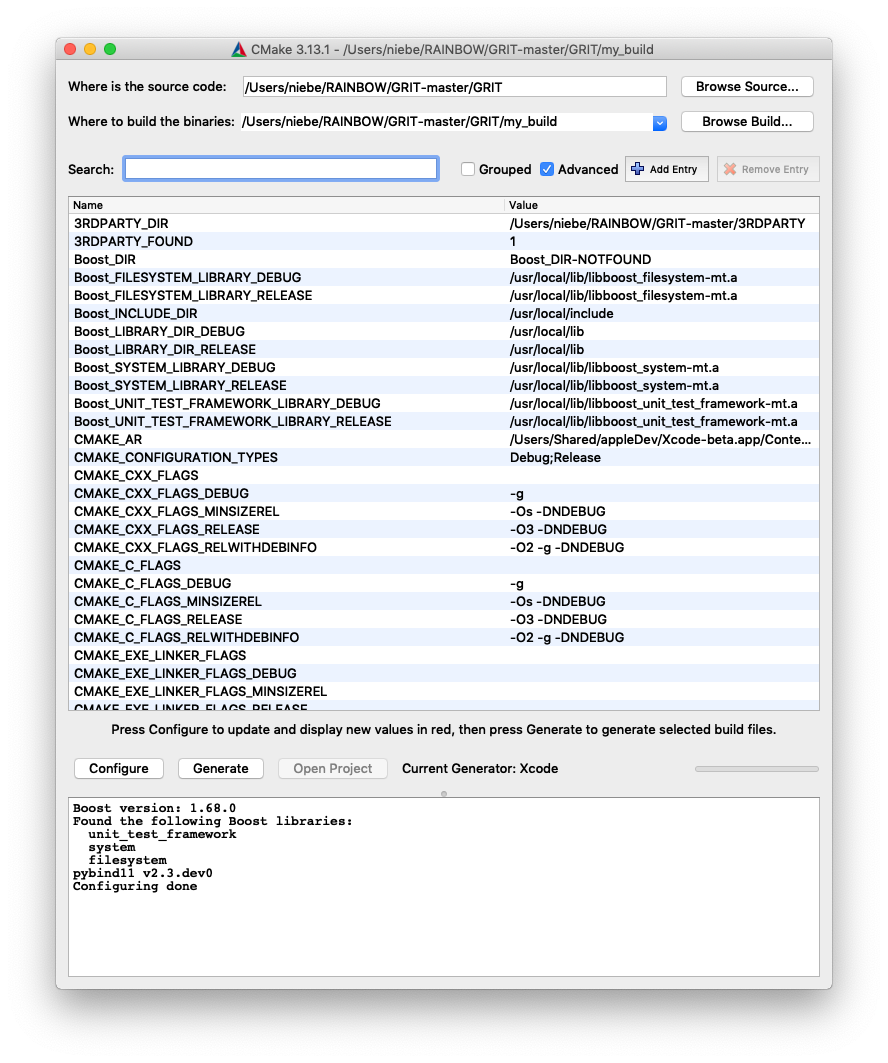 CMake 3.13.1 - /Users/niebe/RAINBOW/GRIT-master/GRIT/my_build
Where is the source code: /Users/niebe/RAINBOW/GRIT-master/GRIT Browse Source...
Where to build the binaries: /Users/niebe/RAINBOW/GRIT-master/GRIT/my_build Browse Build...
Search: Grouped Advanced Add Entry Remove Entry
Name Value
3RDPARTY_DIR /Users/niebe/RAINBOW/GRIT-master/3RDPARTY
3RDPARTY_FOUND 1
Boost_DIR Boost_DIR-NOTFOUND
Boost_FILESYSTEM_LIBRARY_DEBUG /usr/local/lib/libboost_filesystem-mt.a
Boost_FILESYSTEM_LIBRARY_RELEASE /usr/local/lib/libboost_filesystem-mt.a
Boost_INCLUDE_DIR /usr/local/include
Boost_LIBRARY_DIR_DEBUG /usr/local/lib
Boost_LIBRARY_DIR_RELEASE /usr/local/lib
Boost_SYSTEM_LIBRARY_DEBUG /usr/local/lib/libboost_system-mt.a
Boost_SYSTEM_LIBRARY_RELEASE /usr/local/lib/libboost_system-mt.a
Boost_UNIT_TEST_FRAMEWORK_LIBRARY_DEBUG /usr/local/lib/libboost_unit_test_framework-mt.a
Boost_UNIT_TEST_FRAMEWORK_LIBRARY_RELEASE /usr/local/lib/libboost_unit_test_framework-mt.a
CMAKE_AR /Users/Shared/appleDev/Xcode-beta.app/Conte...
CMAKE_CONFIGURATION_TYPES Debug;Release
CMAKE_CXX_FLAGS
CMAKE_CXX_FLAGS_DEBUG -g
CMAKE_CXX_FLAGS_MINSIZEREL -Os -DNDEBUG
CMAKE_CXX_FLAGS_RELEASE -O3 -DNDEBUG
CMAKE_CXX_FLAGS_RELWITHDEBINFO -O2 -g -DNDEBUG
CMAKE_C_FLAGS
CMAKE_C_FLAGS_DEBUG -g
CMAKE_C_FLAGS_MINSIZEREL -Os -DNDEBUG
CMAKE_C_FLAGS_RELEASE -O3 -DNDEBUG
CMAKE_C_FLAGS_RELWITHDEBINFO -O2 -g -DNDEBUG
CMAKE_EXE_LINKER_FLAGS
CMAKE_EXE_LINKER_FLAGS_DEBUG
CMAKE_EXE_LINKER_FLAGS_MINSIZEREL
CMAKE_EXE_LINKER_FLAGS_RELEASE
Press Configure to update and display new values in red, then press Generate to generate selected build files.
Configure Generate Open Project Current Generator: Xcode
Boost version: 1.68.0
Found the following Boost libraries:
unit_test_framework
system
filesystem
pybind11 v2.3.dev0
Configuring done